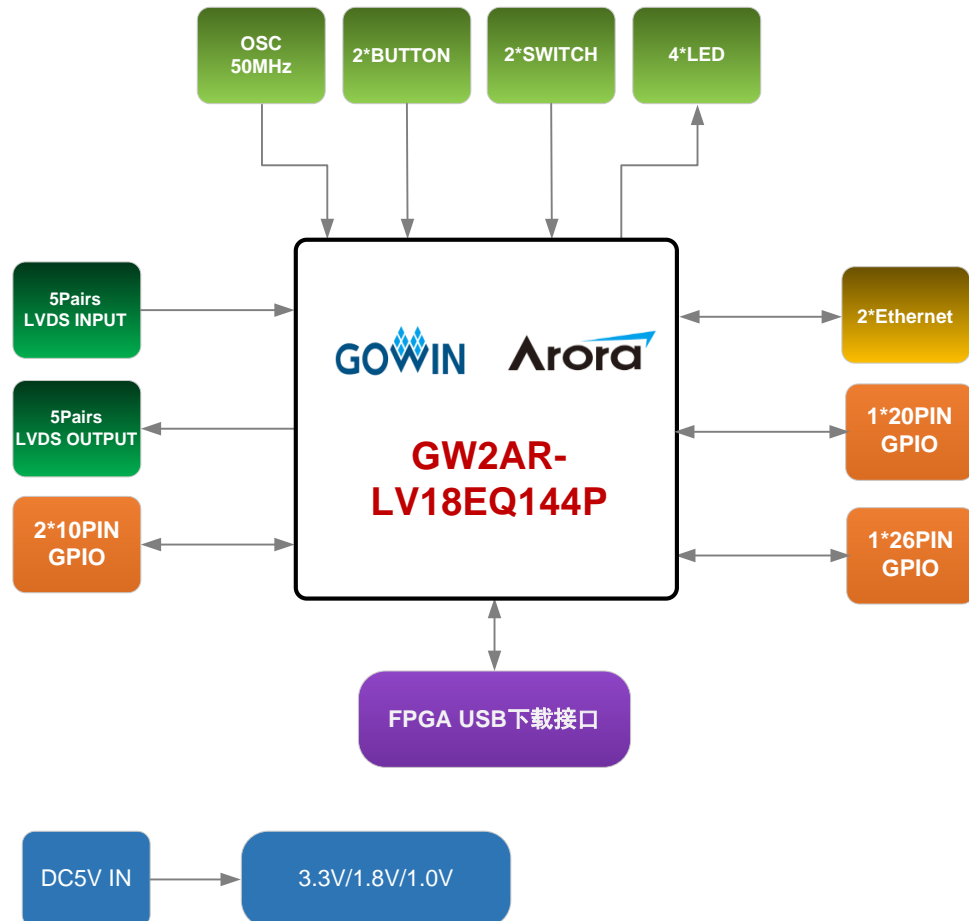 OSC
50MHz
2*BUTTON
2*SWITCH
4*LED
5Pairs
LVDS INPUT
GOWIN
Arora
2*Ethernet
5Pairs
LVDS OUTPUT
GW2AR-
LV18EQ144P
1*20PIN
GPIO
2*10PIN
GPIO
1*26PIN
GPIO
FPGA USB下载接口
DC5V IN
3.3V/1.8V/1.0V